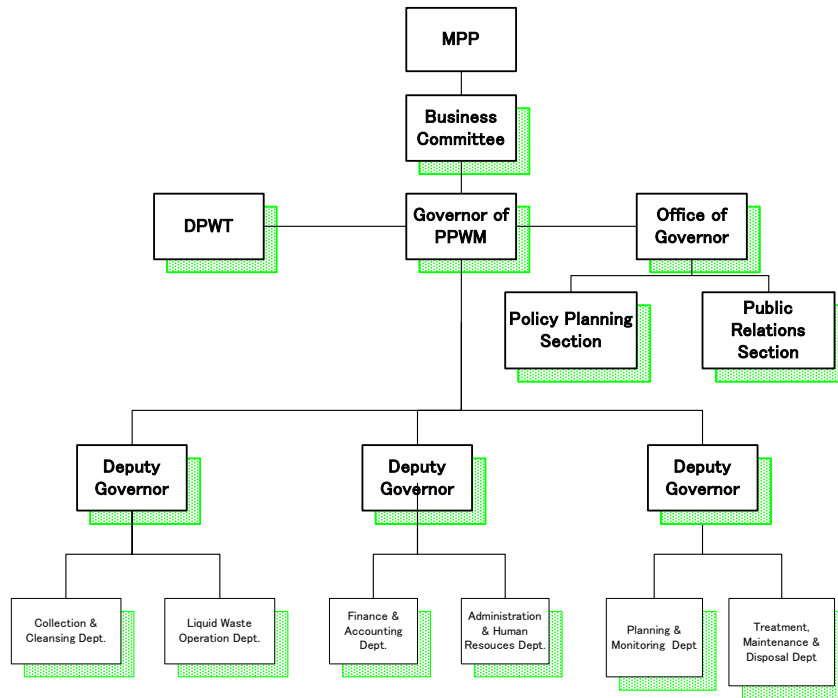 MPP
Business
Committee
DPWT
Governor of
PPWM
Office of
Governor
Policy Planning
Section
Public
Relations
Section
Deputy
Governor
Deputy
Governor
Deputy
Governor
Collection &
Cleansing Dept.
Liquid Waste
Operation Dept.
Finance &
Accounting
Dept.
Administration
& Human
Resouces Dept.
Planning &
Monitoring Dept
Treatment,
Maintenance &
Disposal Dept